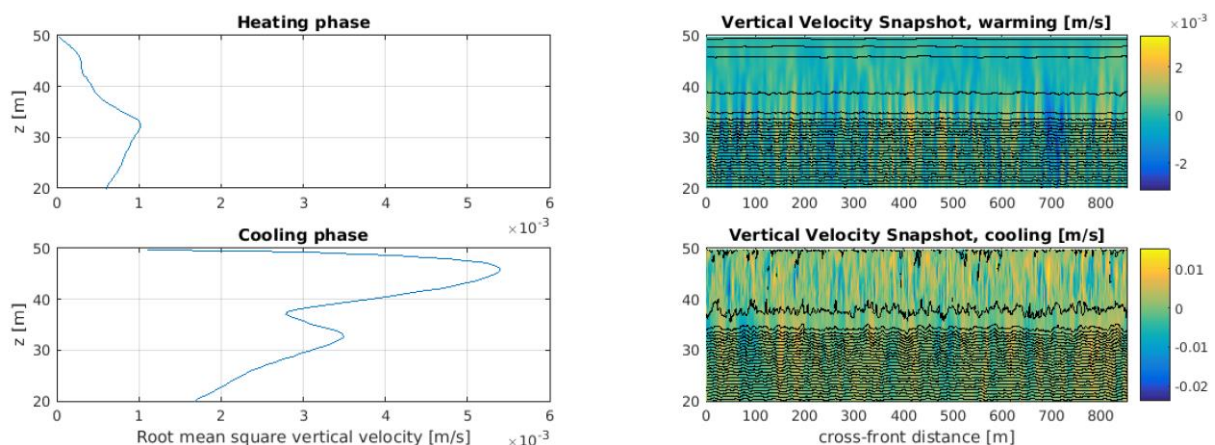 Heating phase
50
40
30
20
z [m]
0 1 2 3 4 5 6
×10⁻³
Vertical Velocity Snapshot, warming [m/s]
50
40
30
20
0 100 200 300 400 500 600 700 800
×10⁻³
2
0
-2
Cooling phase
50
40
30
20
z [m]
0 1 2 3 4 5 6
Root mean square vertical velocity [m/s] ×10⁻³
Vertical Velocity Snapshot, cooling [m/s]
50
40
30
20
0 100 200 300 400 500 600 700 800
cross-front distance [m]
0.01
0
-0.01
-0.02